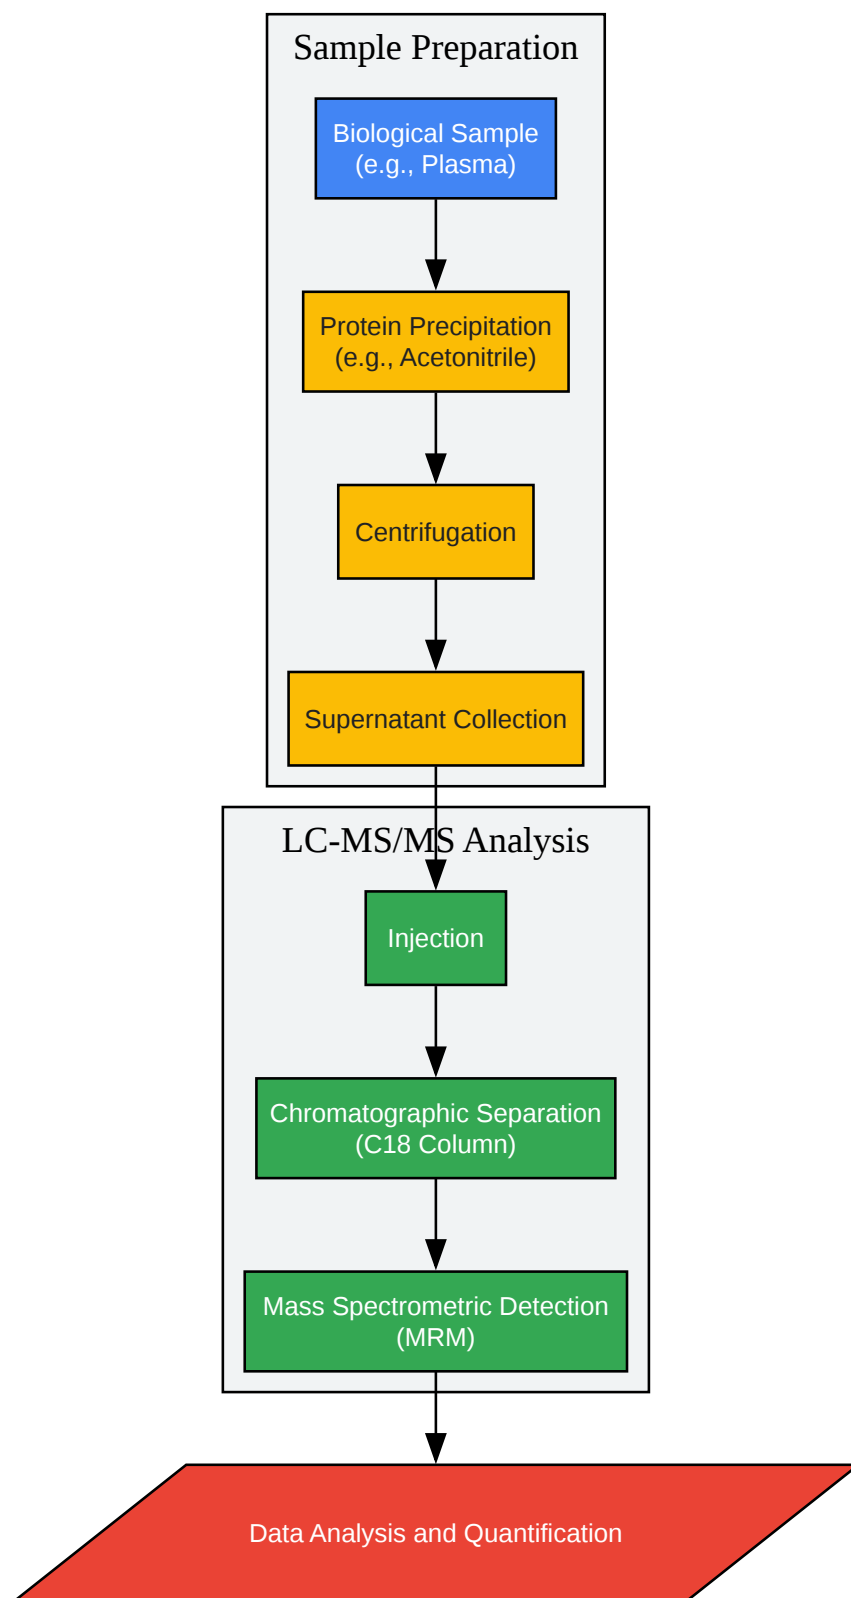 Sample Preparation
Biological Sample
(e.g., Plasma)
Protein Precipitation
(e.g., Acetonitrile)
Centrifugation
Supernatant Collection
LC-MS/MS Analysis
Injection
Chromatographic Separation
(C18 Column)
Mass Spectrometric Detection
(MRM)
Data Analysis and Quantification